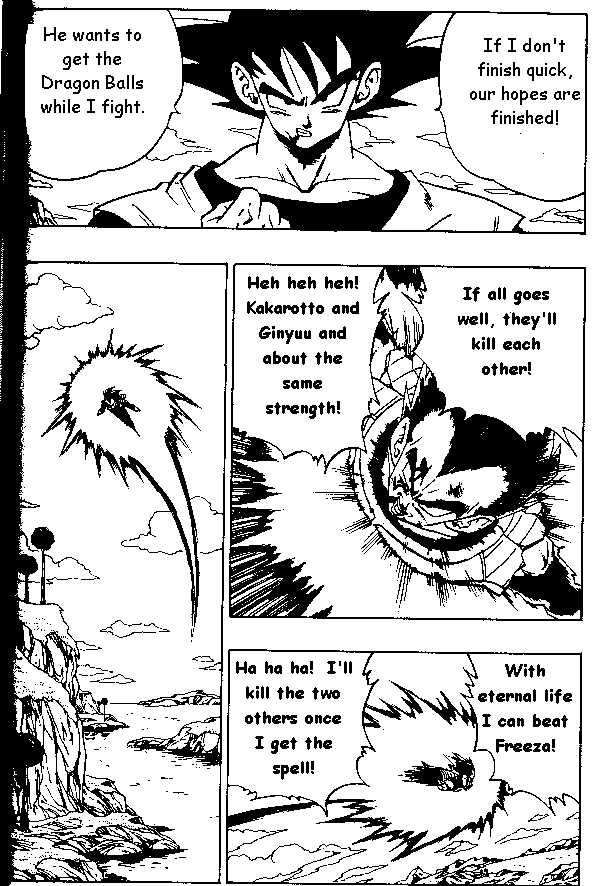 He wants to
get the
Dragon Balls
while I fight.
If I don't
finish quick,
our hopes are
finished!
Heh heh heh!
Kakarotto and
Ginyuu and
about the
same
strength!
If all goes
well, they'll
kill each
other!
Ha ha ha! I'll
kill the two
others once
I get the
spell!
With
eternal life
I can beat
Freeza!